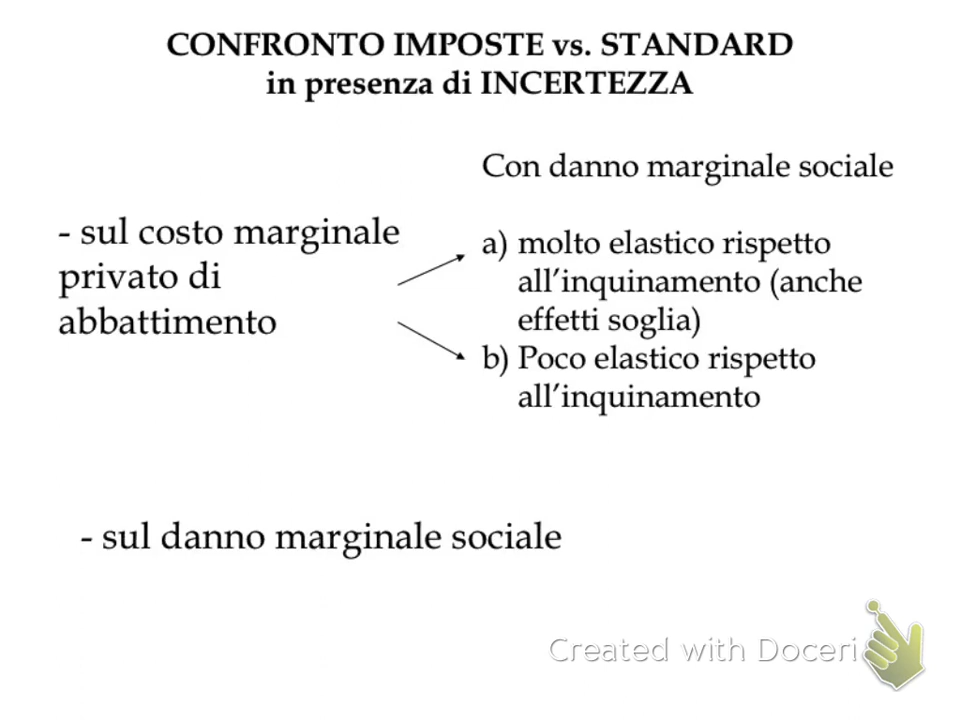 CONFRONTO IMPOSTE vs. STANDARD
in presenza di INCERTEZZA
Con danno marginale sociale
- sul costo marginale
privato di
abbattimento
a) molto elastico rispetto
all’inquinamento (anche
effetti soglia)
b) Poco elastico rispetto
all’inquinamento
- sul danno marginale sociale
Created with Doceri